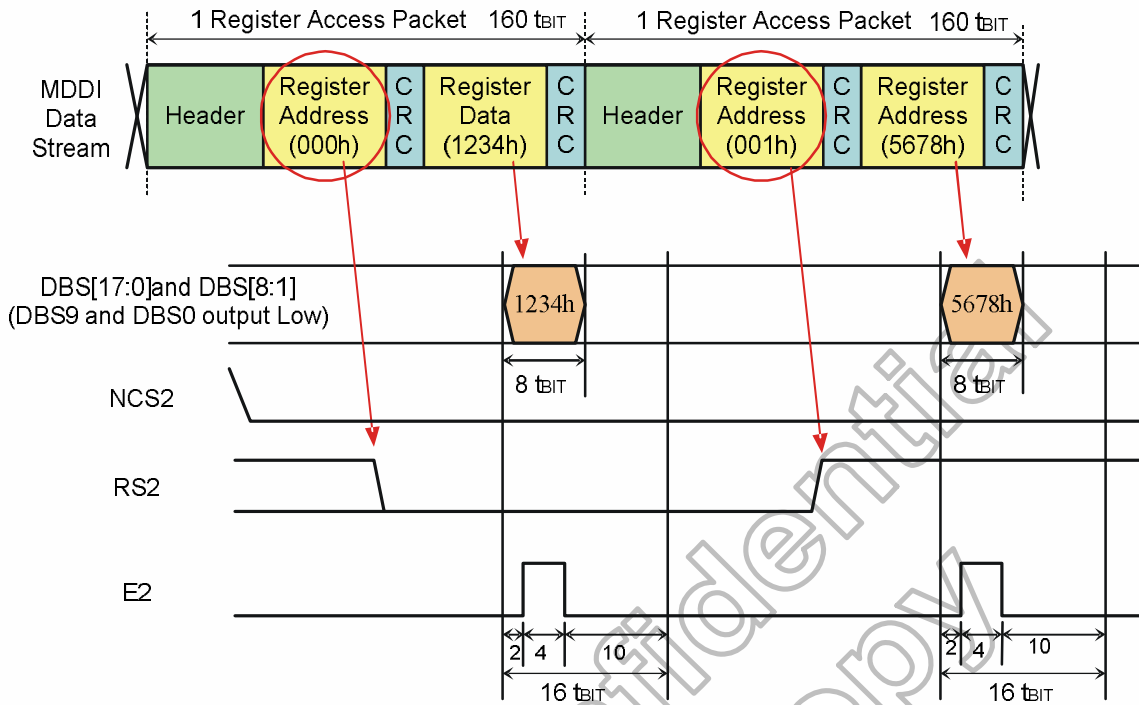 1 Register Access Packet 160 tBIT
1 Register Access Packet 160 tBIT
MDDI
Data
Stream
Header
Register
Address
(000h)
C
R
C
Register
Data
(1234h)
C
R
C
Header
Register
Address
(001h)
C
R
C
Register
Address
(5678h)
C
R
C
DBS[17:0]and DBS[8:1]
(DBS9 and DBS0 output Low)
1234h
5678h
8 tBIT
8 tBIT
NCS2
RS2
E2
2
4
10
2
4
10
16 tBIT
16 tBIT